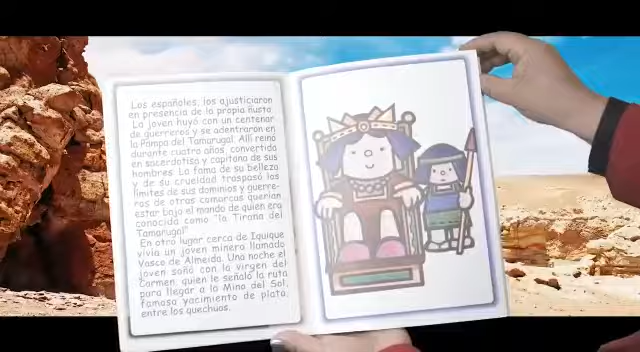 Los españoles, los ajusticiaron
en presencia de la propia ñusta.
La joven huyó con un centenar
de guerreros y se adentraron en
la Pampa del Tamarugal. Allí reinó
durante cuatro años, convertida
en sacerdotisa y capitana de sus
hombres. La fama de su belleza
y de su crueldad traspasó los
límites de sus dominios y guerre-
ros de otras comarcas querían
estar bajo el mando de quien era
conocida como "la Tirana del
Tamarugal"
En otro lugar cerca de Iquique
vivía un joven minero llamado
Vasco de Almeida. Una noche el
joven soñó con la virgen del
Carmen, quien le señaló la ruta
para llegar a la Mina del Sol,
famoso yacimiento de plata,
entre los quechuas.